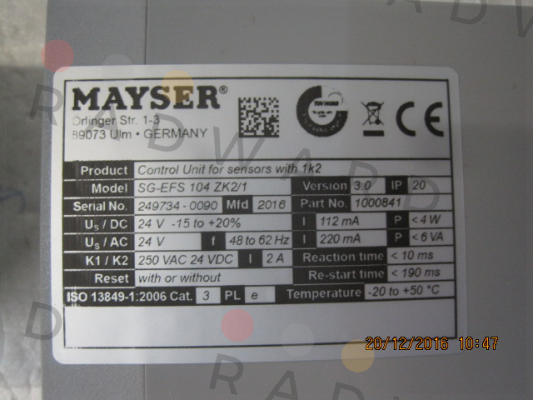 MAYSER®
Örlinger Str. 1-3
89073 Ulm • GERMANY
Product Control Unit for sensors with 1k2
Model SG-EFS 104 ZK2/1 Version 3.0 IP 20
Serial No. 249734 - 0090 Mfd 2016 Part No. 1000841
Us / DC 24 V -15 to +20% I 112 mA P < 4 W
Us / AC 24 V f 48 to 62 Hz I 220 mA P < 6 VA
K1 / K2 250 VAC 24 VDC I 2 A Reaction time < 10 ms
Reset with or without Re-start time < 190 ms
ISO 13849-1:2006 Cat. 3 PL e Temperature -20 to +50 °C
20/12/2016 10:47
RADWARD
RADWARD